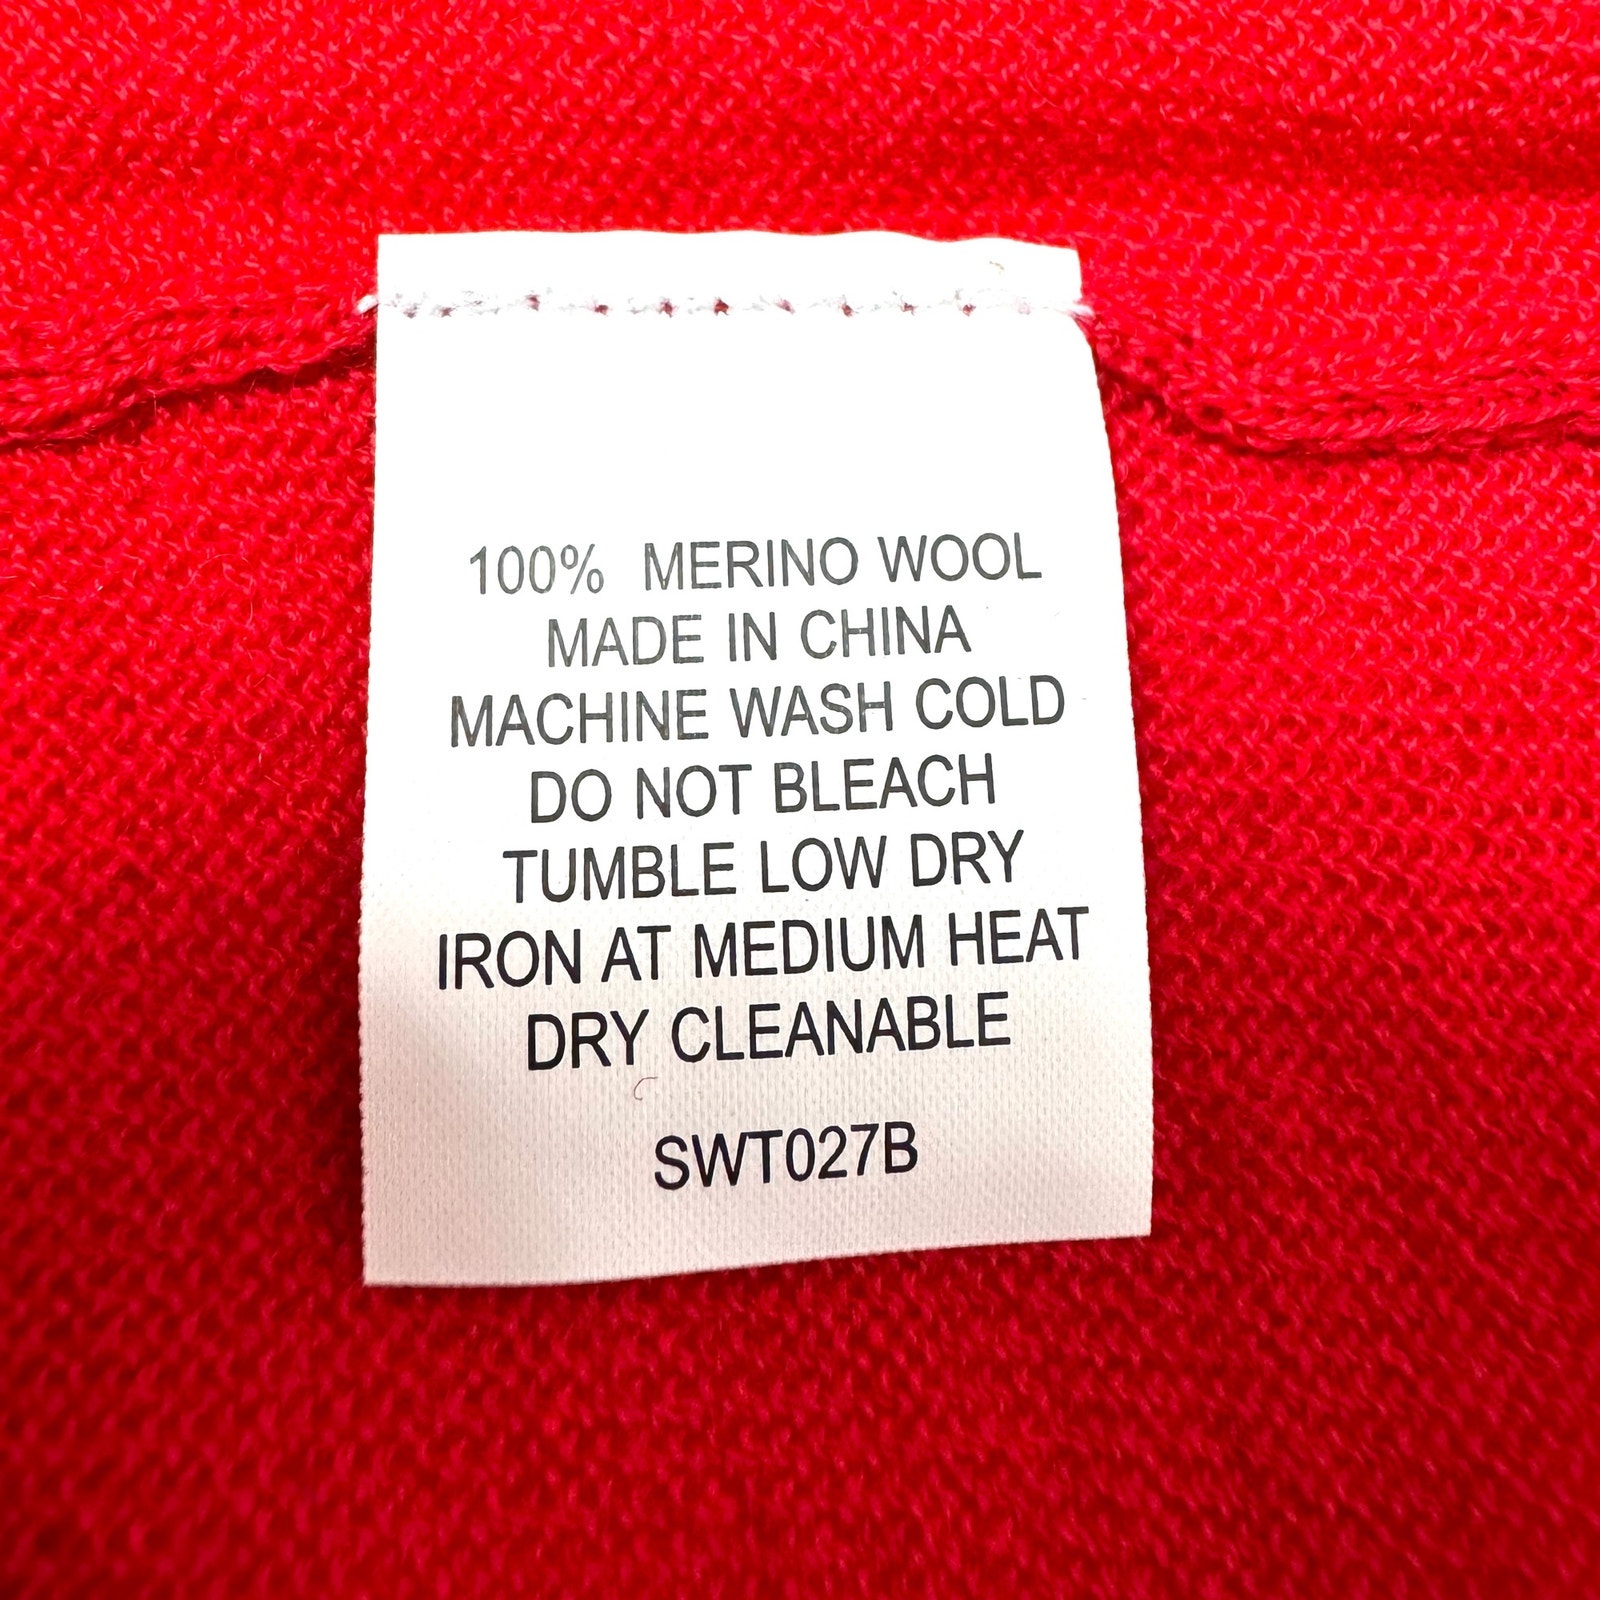 100% MERINO WOOL
MADE IN CHINA
MACHINE WASH COLD
DO NOT BLEACH
TUMBLE LOW DRY
IRON AT MEDIUM HEAT
DRY CLEANABLE
SWT027B